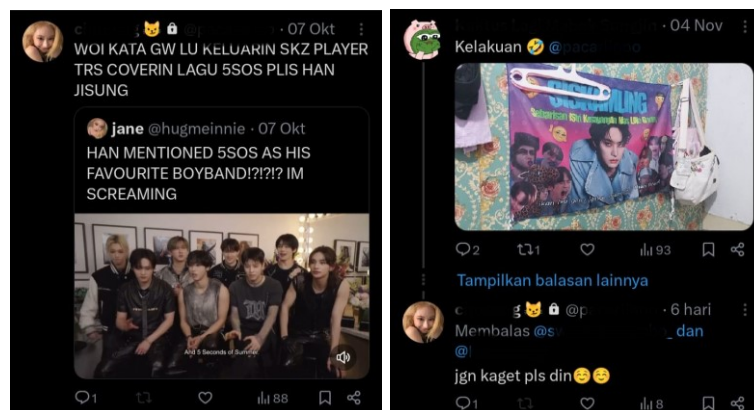 · 07 Okt
WOI KATA GW LU KELUARIN SKZ PLAYER
TRS COVERIN LAGU 5SOS PLIS HAN
JISUNG
jane @hugmeinnie · 07 Okt
HAN MENTIONED 5SOS AS HIS
FAVOURITE BOYBAND!?!?!? IM
SCREAMING
And 5 Seconds of Summer.
1
88
· 04 Nov
Kelakuan 🤣
SISKAMLING
2
1
93
Tampilkan balasan lainnya
· 6 hari
Membalas dan
jgn kaget pls din☺️☺️
1
8